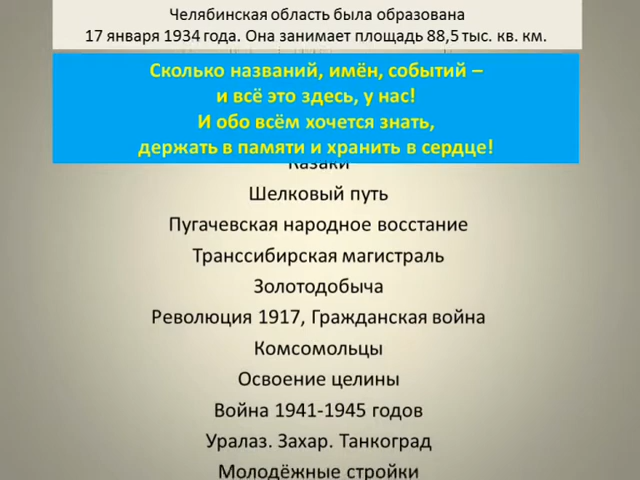 Челябинская область была образована
17 января 1934 года. Она занимает площадь 88,5 тыс. кв. км.
Сколько названий, имён, событий –
и всё это здесь, у нас!
И обо всём хочется знать,
держать в памяти и хранить в сердце!
Казаки
Шелковый путь
Пугачевская народное восстание
Транссибирская магистраль
Золотодобыча
Революция 1917, Гражданская война
Комсомольцы
Освоение целины
Война 1941-1945 годов
Уралаз. Захар. Танкоград
Молодёжные стройки